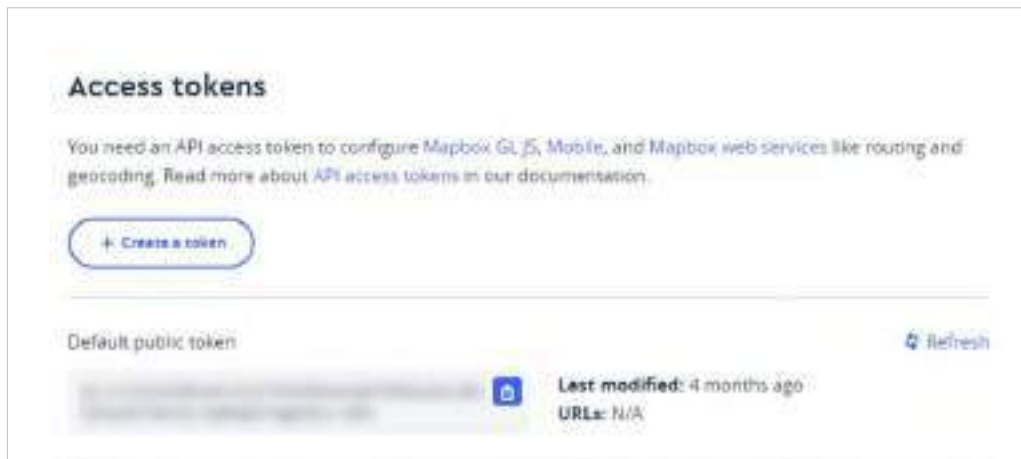 Access tokens
You need an API access token to configure Mapbox GL JS, Mobile, and Mapbox web services like routing and
geocoding. Read more about API access tokens in our documentation.
+ Create a token
Default public token
Refresh
Last modified: 4 months ago
URLs: N/A